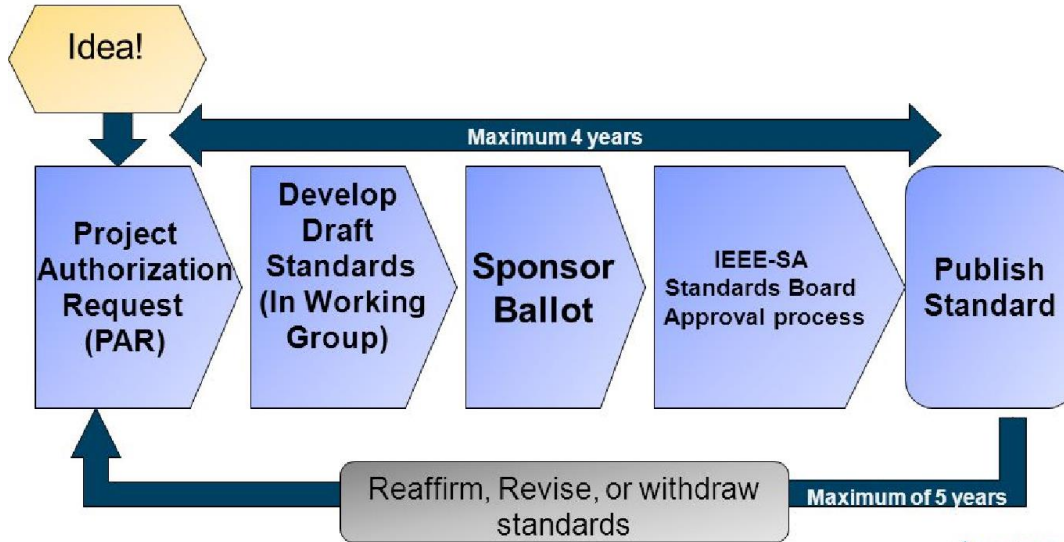 Idea!
Maximum 4 years
Project
Authorization
Request
(PAR)
Develop
Draft
Standards
(In Working
Group)
Sponsor
Ballot
IEEE-SA
Standards Board
Approval process
Publish
Standard
Reaffirm, Revise, or withdraw
standards
Maximum of 5 years